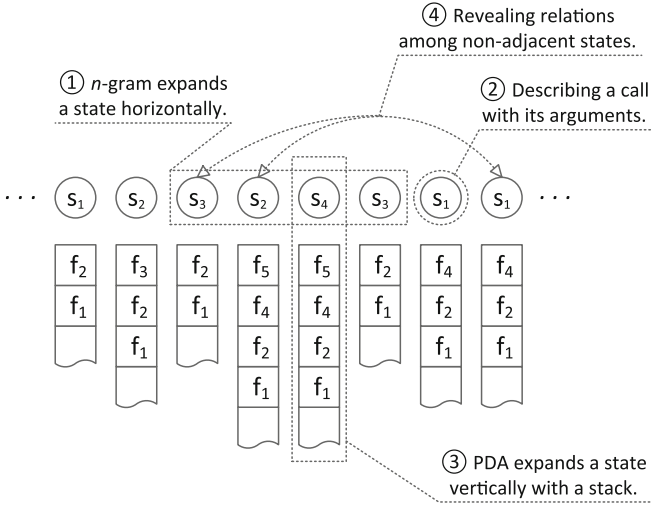 ④ Revealing relations
among non-adjacent states.
① n-gram expands
a state horizontally.
② Describing a call
with its arguments.
... s₁ s₂ s₃ s₂ s₄ s₃ s₁ s₁ ...
f₂ f₃ f₂ f₅ f₅ f₂ f₄ f₄
f₁ f₂ f₁ f₄ f₄ f₁ f₂ f₂
f₁ f₂ f₂ f₁ f₁
f₁ f₁
③ PDA expands a state
vertically with a stack.